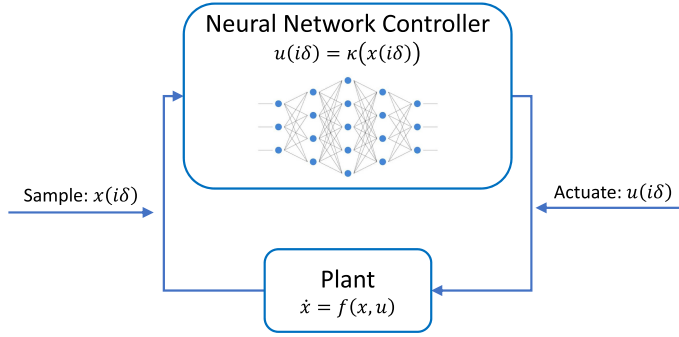 Neural Network Controller
u(iδ) = κ(x(iδ))
Sample: x(iδ)
Actuate: u(iδ)
Plant
ẋ = f(x, u)